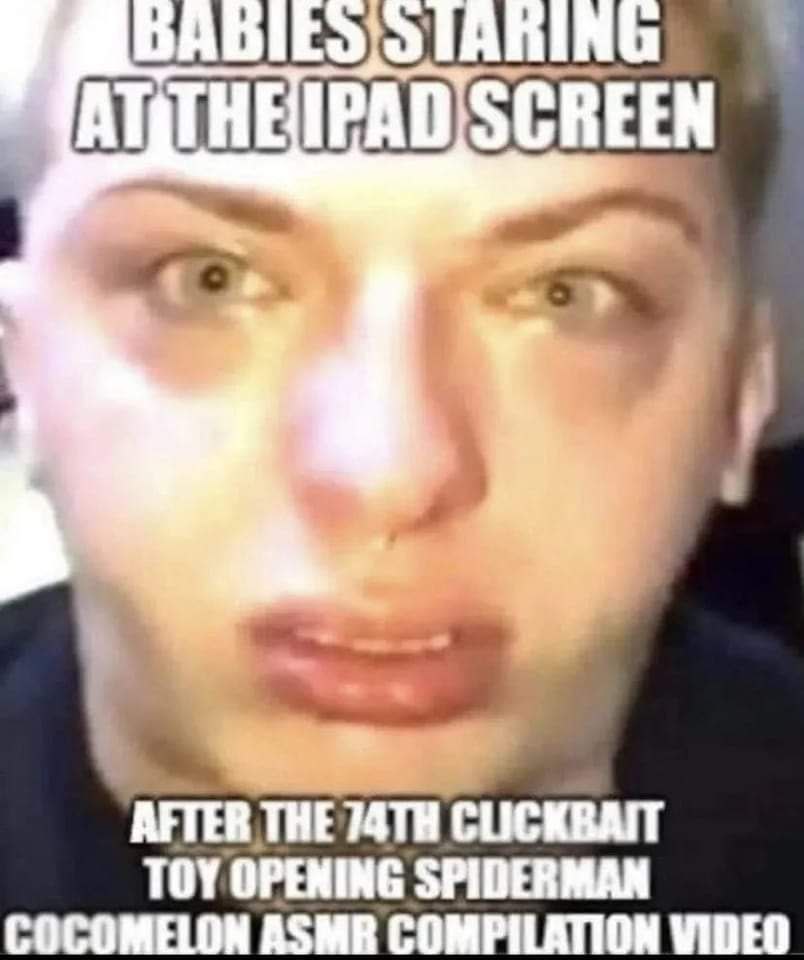 BABIES STARING
AT THE IPAD SCREEN
AFTER THE 74TH CLICKBAIT
TOY OPENING SPIDERMAN
COCOMELON ASMR COMPILATION VIDEO